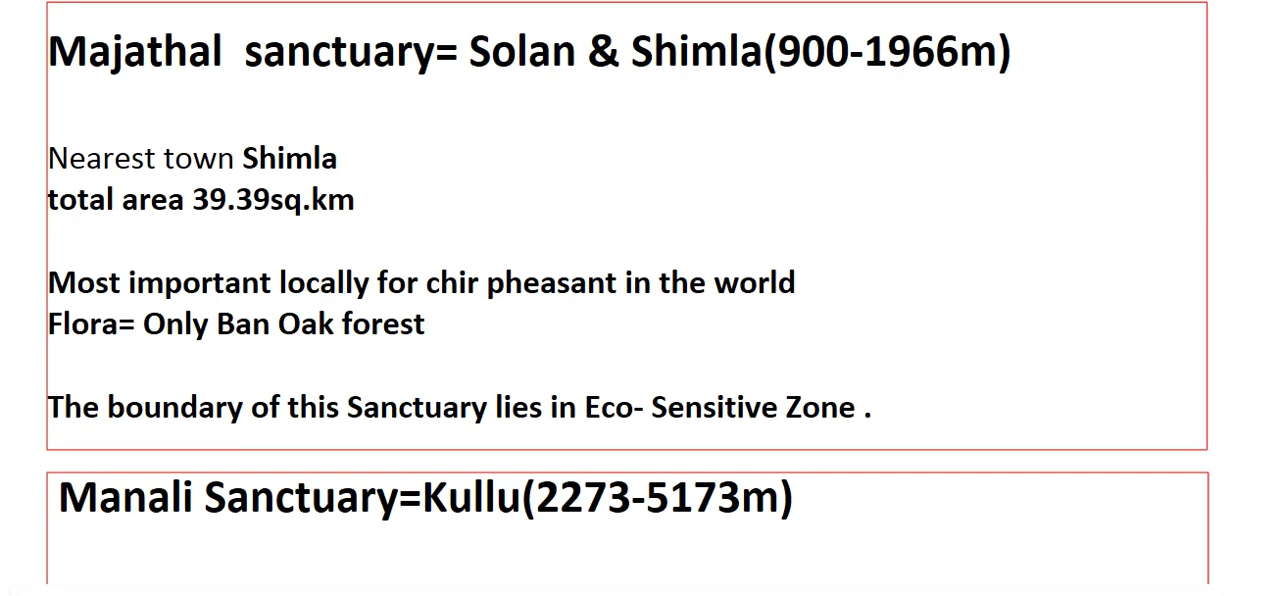 Majathal  sanctuary= Solan & Shimla(900-1966m)
Nearest town Shimla
total area 39.39sq.km
Most important locally for chir pheasant in the world
Flora= Only Ban Oak forest
The boundary of this Sanctuary lies in Eco- Sensitive Zone .
Manali Sanctuary=Kullu(2273-5173m)